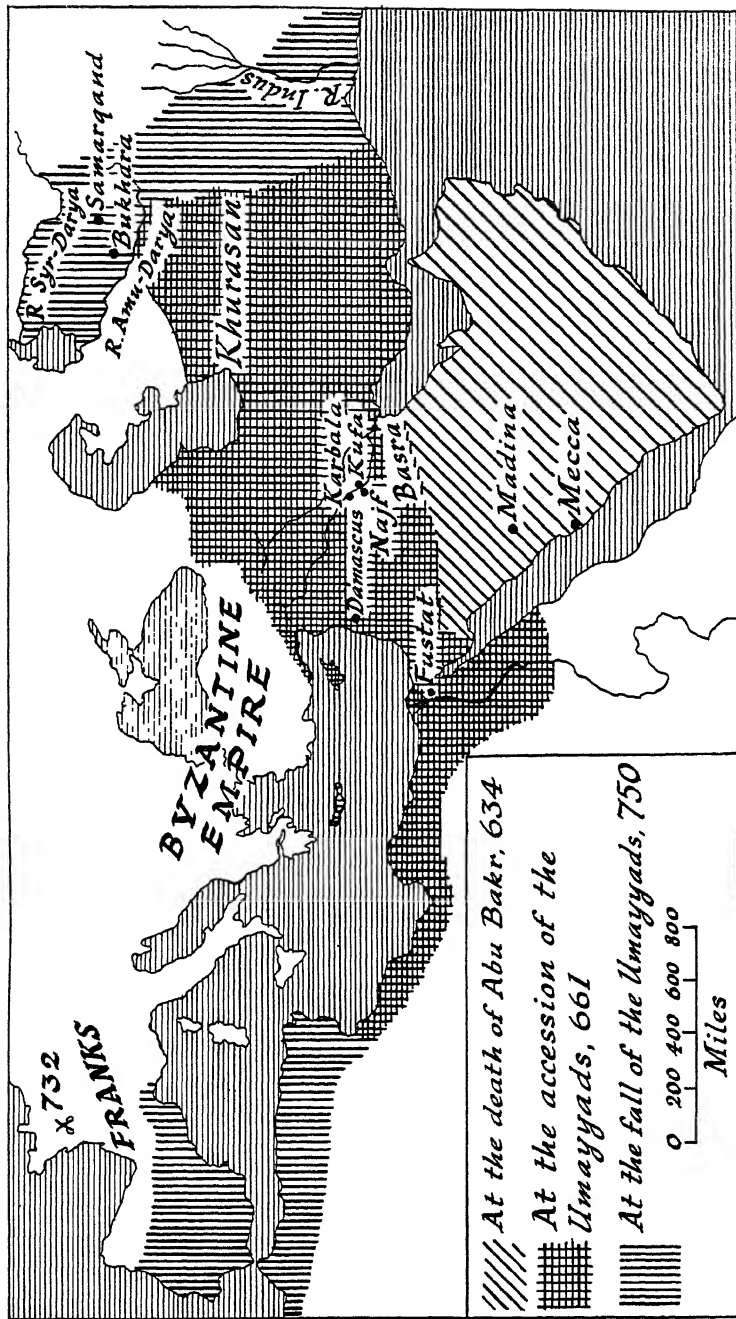 x732
FRANKS
BYZANTINE
EMPIRE
R Syr-Darya
Samarqand
Bukhara
R. Amu-Darya
R. Indus
Khurasan
Karbala
Kufa
Damascus
Najf
Basra
Fustat
Madina
Mecca
At the death of Abu Bakr, 634
At the accession of the
Umayyads, 661
At the fall of the Umayyads, 750
0 200 400 600 800
Miles